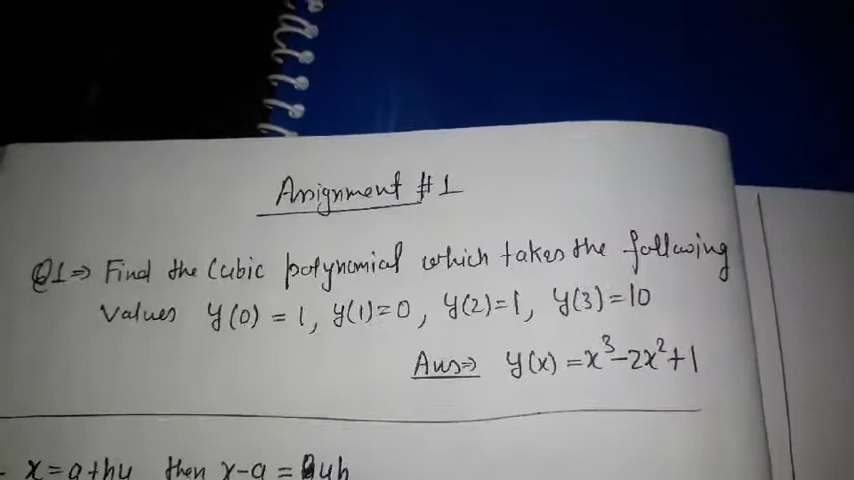 Assignment #1
Q1⇒ Find the Cubic polynomial which takes the following
Values y(0) = 1, y(1)=0, y(2)=1, y(3)=10
Ans⇒ y(x) = x³-2x²+1
- x=a+hu then x-a = uh